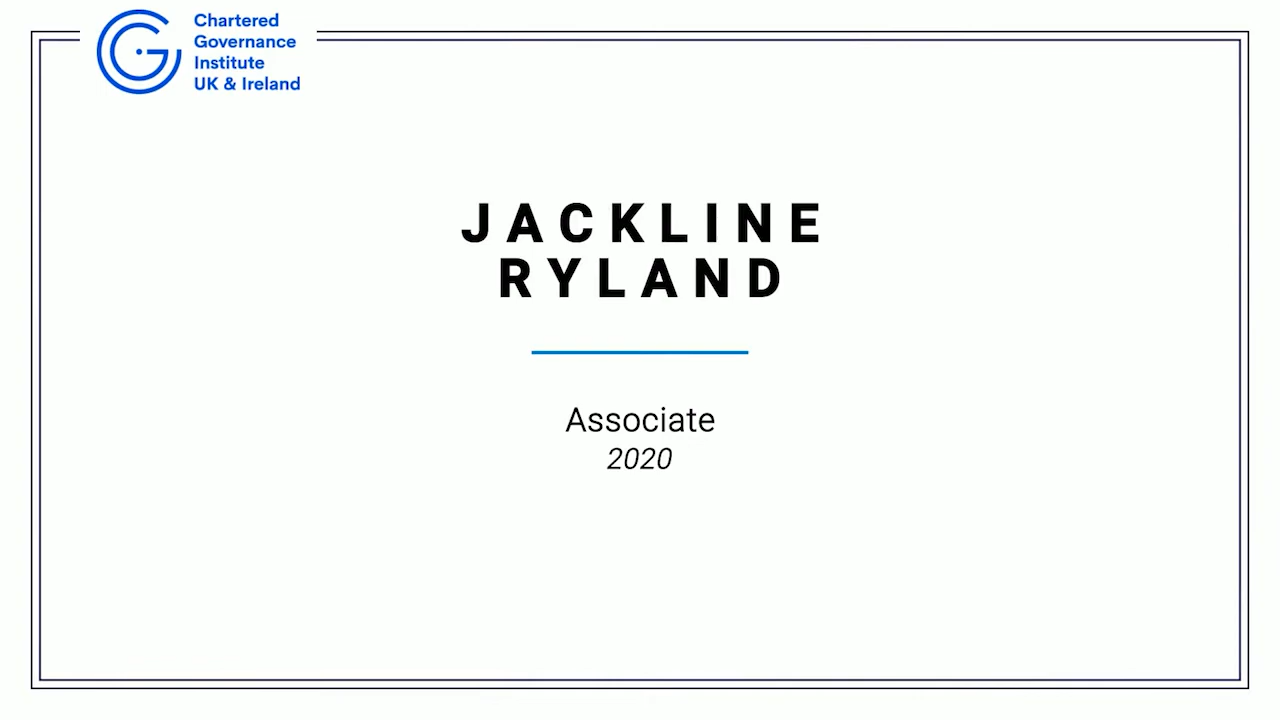 Chartered
Governance
Institute
UK & Ireland
JACKLINE
RYLAND
Associate
2020